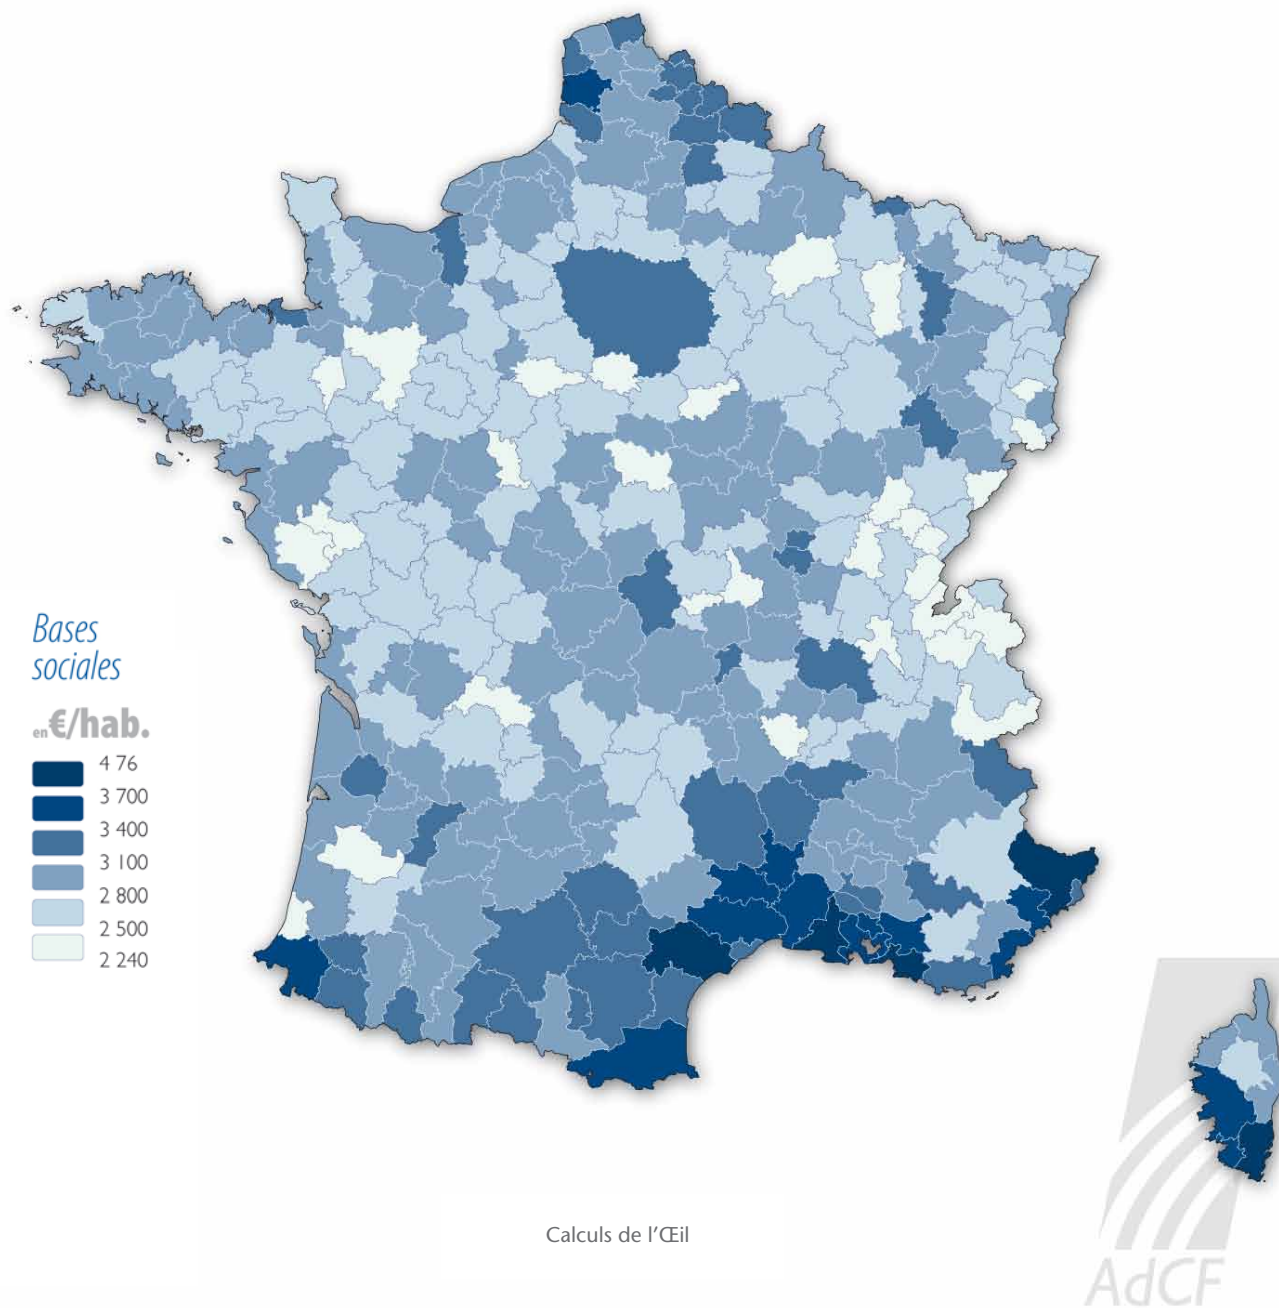 Bases
sociales
en €/hab.
4 76
3 700
3 400
3 100
2 800
2 500
2 240
Calculs de l'Œil
AdCF